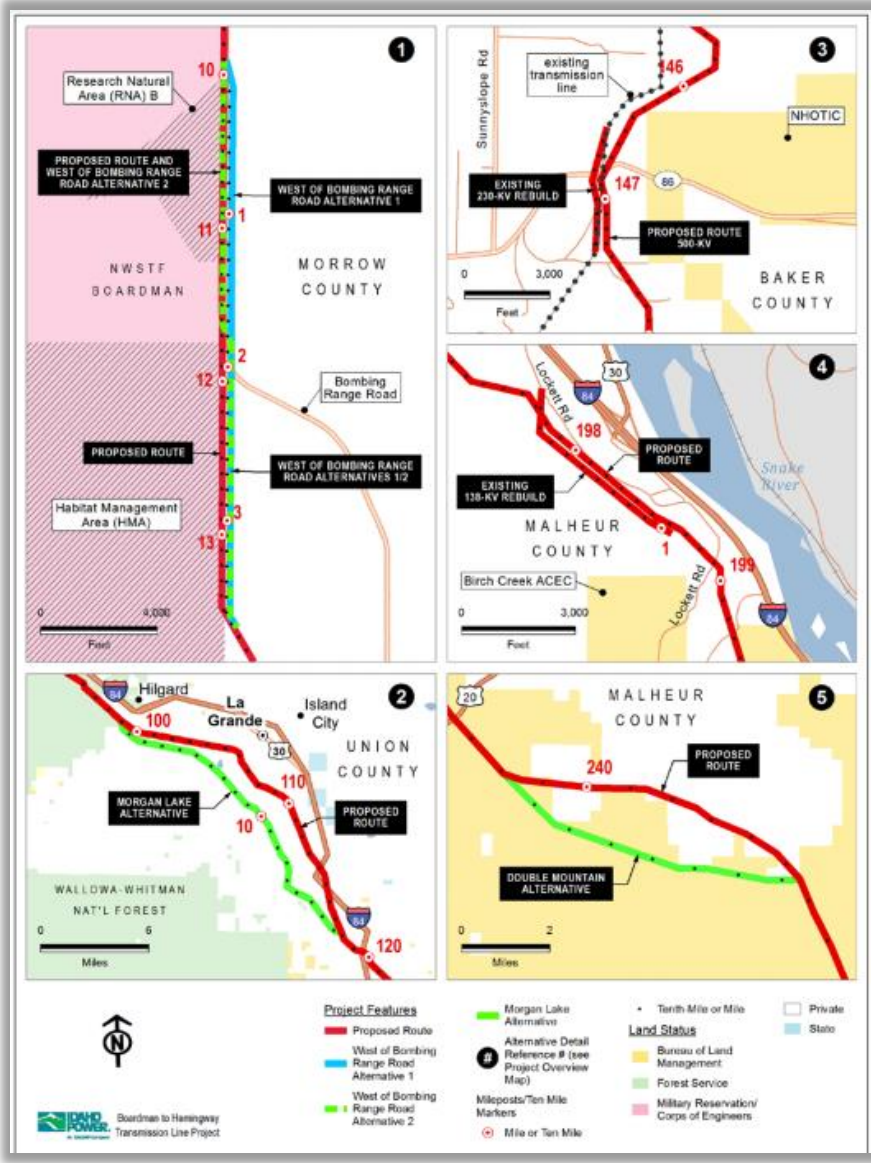 1
10
Research Natural
Area (RNA) B
PROPOSED ROUTE AND
WEST OF BOMBING RANGE
ROAD ALTERNATIVE 2
WEST OF BOMBING RANGE
ROAD ALTERNATIVE 1
1
11
NWSTF
BOARDMAN
MORROW
COUNTY
2
12
Bombing
Range Road
PROPOSED ROUTE
WEST OF BOMBING RANGE
ROAD ALTERNATIVES 1/2
Habitat Management
Area (HMA)
3
13
0 4,000
Feet
3
Sunnyslope Rd
existing
transmission
line
146
NHOTIC
EXISTING
230-KV REBUILD
147
86
PROPOSED ROUTE
500-KV
0 3,000
Feet
BAKER
COUNTY
4
30
84
Lockett Rd
198
PROPOSED
ROUTE
EXISTING
138-KV REBUILD
Snake
River
MALHEUR
COUNTY
1
199
Birch Creek ACEC
Lockett Rd
84
0 3,000
Feet
2
84
Hilgard
La
Grande
Island
City
100
30
UNION
COUNTY
110
MORGAN LAKE
ALTERNATIVE
10
PROPOSED
ROUTE
WALLOWA-WHITMAN
NAT'L FOREST
84
120
0 6
Miles
5
20
MALHEUR
COUNTY
240
PROPOSED
ROUTE
DOUBLE MOUNTAIN
ALTERNATIVE
0 2
Miles
N
IDAHO
POWER
Boardman to Hemingway
Transmission Line Project
Project Features
Proposed Route
West of Bombing
Range Road
Alternative 1
West of Bombing
Range Road
Alternative 2
Morgan Lake
Alternative
#
Alternative Detail
Reference # (see
Project Overview
Map)
Mileposts/Ten Mile
Markers
Mile or Ten Mile
Tenth-Mile or Mile
Land Status
Bureau of Land
Management
Forest Service
Military Reservation/
Corps of Engineers
Private
State